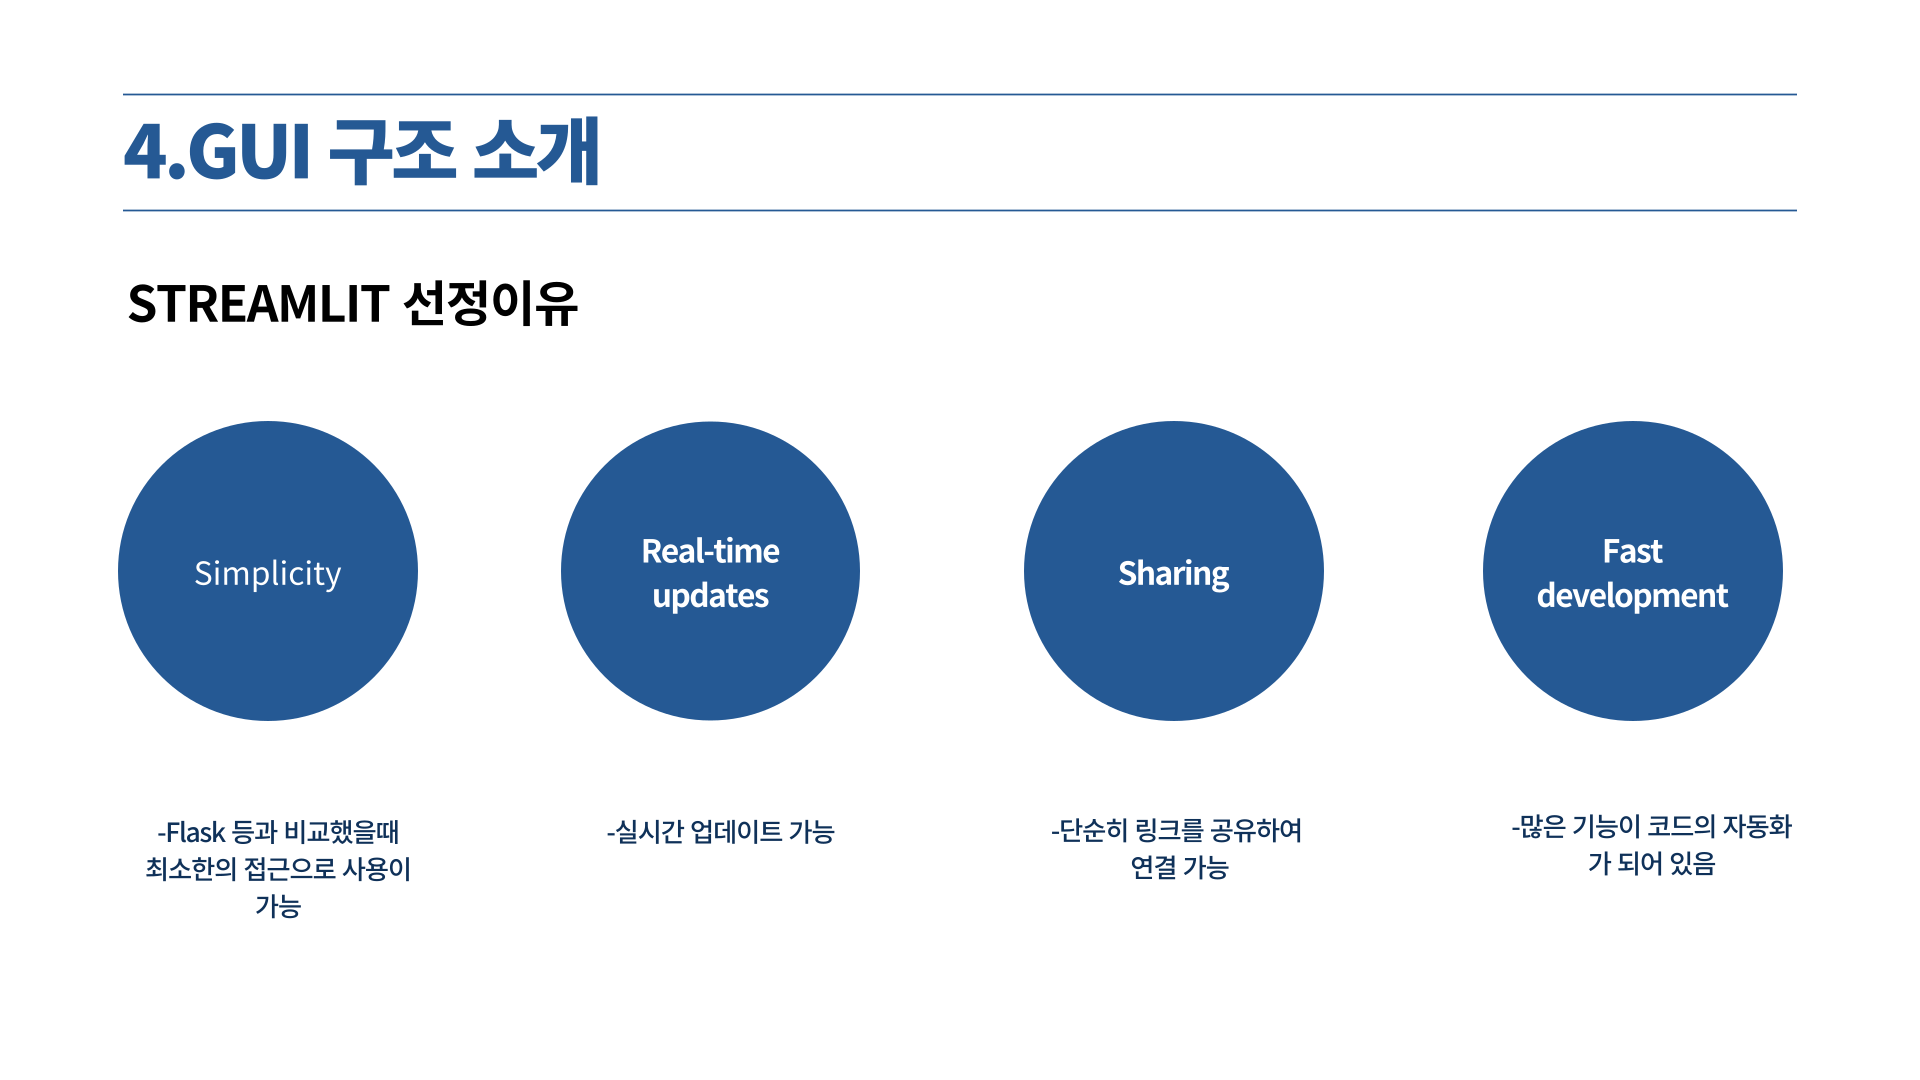 4.GUI 구조 소개
STREAMLIT 선정이유
Simplicity
Real-time
updates
Sharing
Fast
development
-Flask 등과 비교했을때
최소한의 접근으로 사용이
가능
-실시간 업데이트 가능
-단순히 링크를 공유하여
연결 가능
-많은 기능이 코드의 자동화
가 되어 있음